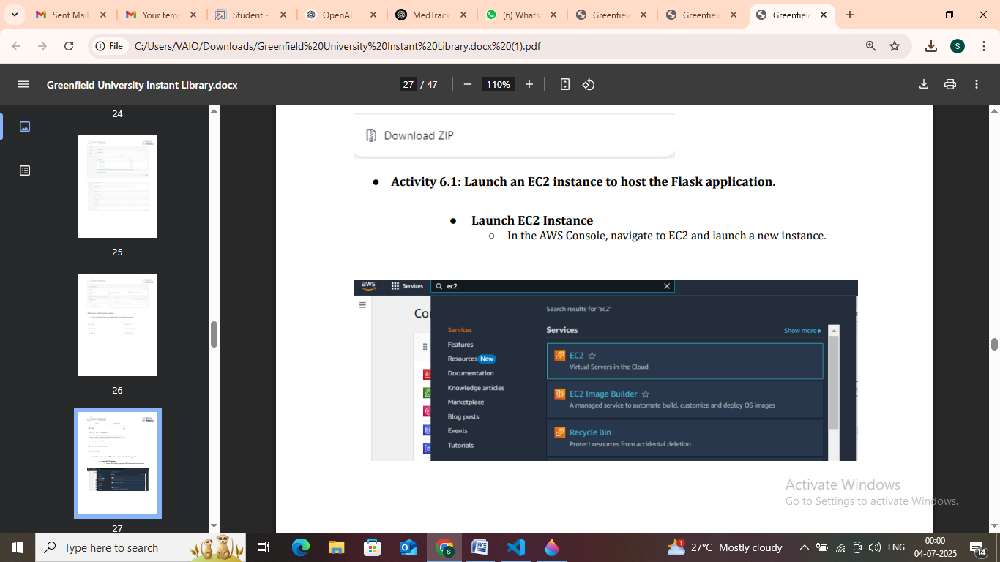 Sent Mail
Your temp
Student -
OpenAI
MedTrack
(6) Whats
Greenfield
Greenfield
Greenfield
File
C:/Users/VAIO/Downloads/Greenfield%20University%20Instant%20Library.docx%20(1).pdf
S
Greenfield University Instant Library.docx
27 / 47
110%
24
25
26
27
Download ZIP
● Activity 6.1: Launch an EC2 instance to host the Flask application.
● Launch EC2 Instance
○ In the AWS Console, navigate to EC2 and launch a new instance.
aws
Services
ec2
Search results for 'ec2'
Services
Features
Resources New
Documentation
Knowledge articles
Marketplace
Blog posts
Events
Tutorials
Services
Show more
EC2
Virtual Servers in the Cloud
EC2 Image Builder
A managed service to automate build, customize and deploy OS images
Recycle Bin
Protect resources from accidental deletion
Activate Windows
Go to Settings to activate Windows.
Type here to search
1
27°C Mostly cloudy
ENG
00:00
04-07-2025
14